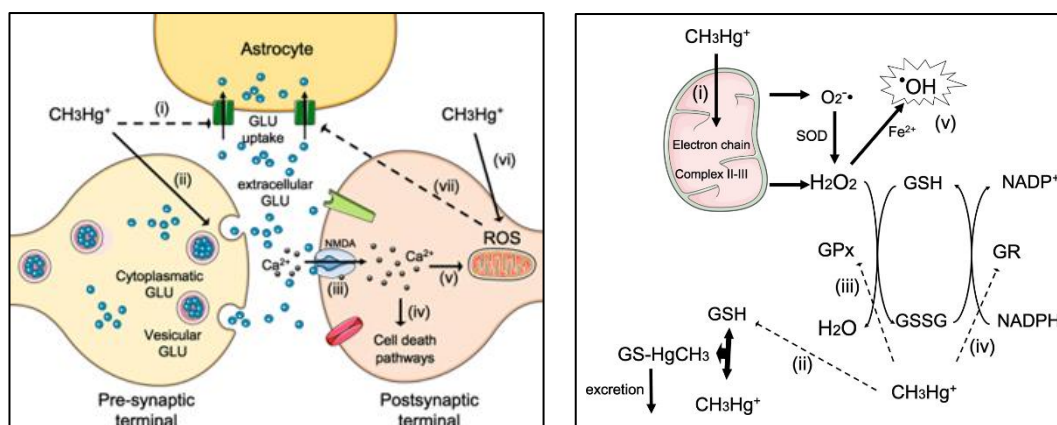 Astrocyte
CH3Hg+
(i)
GLU
uptake
CH3Hg+
(ii)
extracellular
GLU
(vi)
(vii)
ROS
NMDA
Ca2+
Ca2+
(iii)
(v)
(iv)
Cell death
pathways
Cytoplasmatic
GLU
Vesicular
GLU
Pre-synaptic
terminal
Postsynaptic
terminal
CH3Hg+
(i)
Electron chain
Complex II-III
O2-•
SOD
•OH
(v)
Fe2+
H2O2
GSH
NADP+
GPx
(iii)
GR
H2O
GSSG
NADPH
(iv)
GSH
GS-HgCH3
(ii)
excretion
CH3Hg+
CH3Hg+